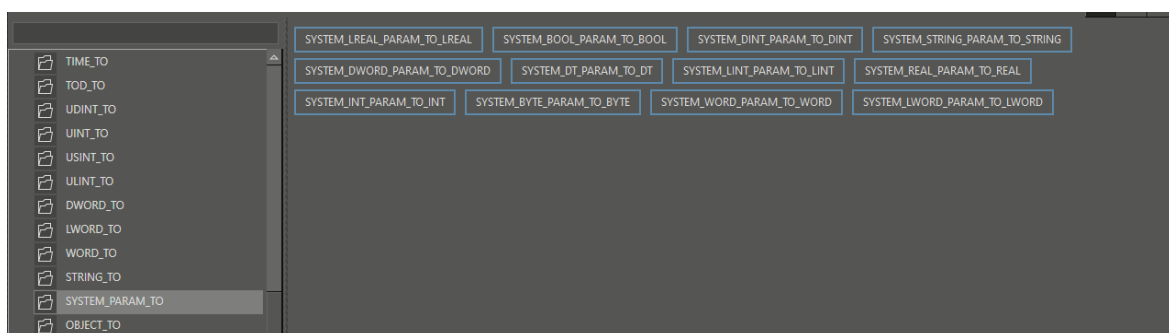 TIME_TO
TOD_TO
UDINT_TO
UINT_TO
USINT_TO
ULINT_TO
DWORD_TO
LWORD_TO
WORD_TO
STRING_TO
SYSTEM_PARAM_TO
OBJECT_TO
SYSTEM_LREAL_PARAM_TO_LREAL SYSTEM_BOOL_PARAM_TO_BOOL SYSTEM_DINT_PARAM_TO_DINT SYSTEM_STRING_PARAM_TO_STRING
SYSTEM_DWORD_PARAM_TO_DWORD SYSTEM_DT_PARAM_TO_DT SYSTEM_LINT_PARAM_TO_LINT SYSTEM_REAL_PARAM_TO_REAL
SYSTEM_INT_PARAM_TO_INT SYSTEM_BYTE_PARAM_TO_BYTE SYSTEM_WORD_PARAM_TO_WORD SYSTEM_LWORD_PARAM_TO_LWORD